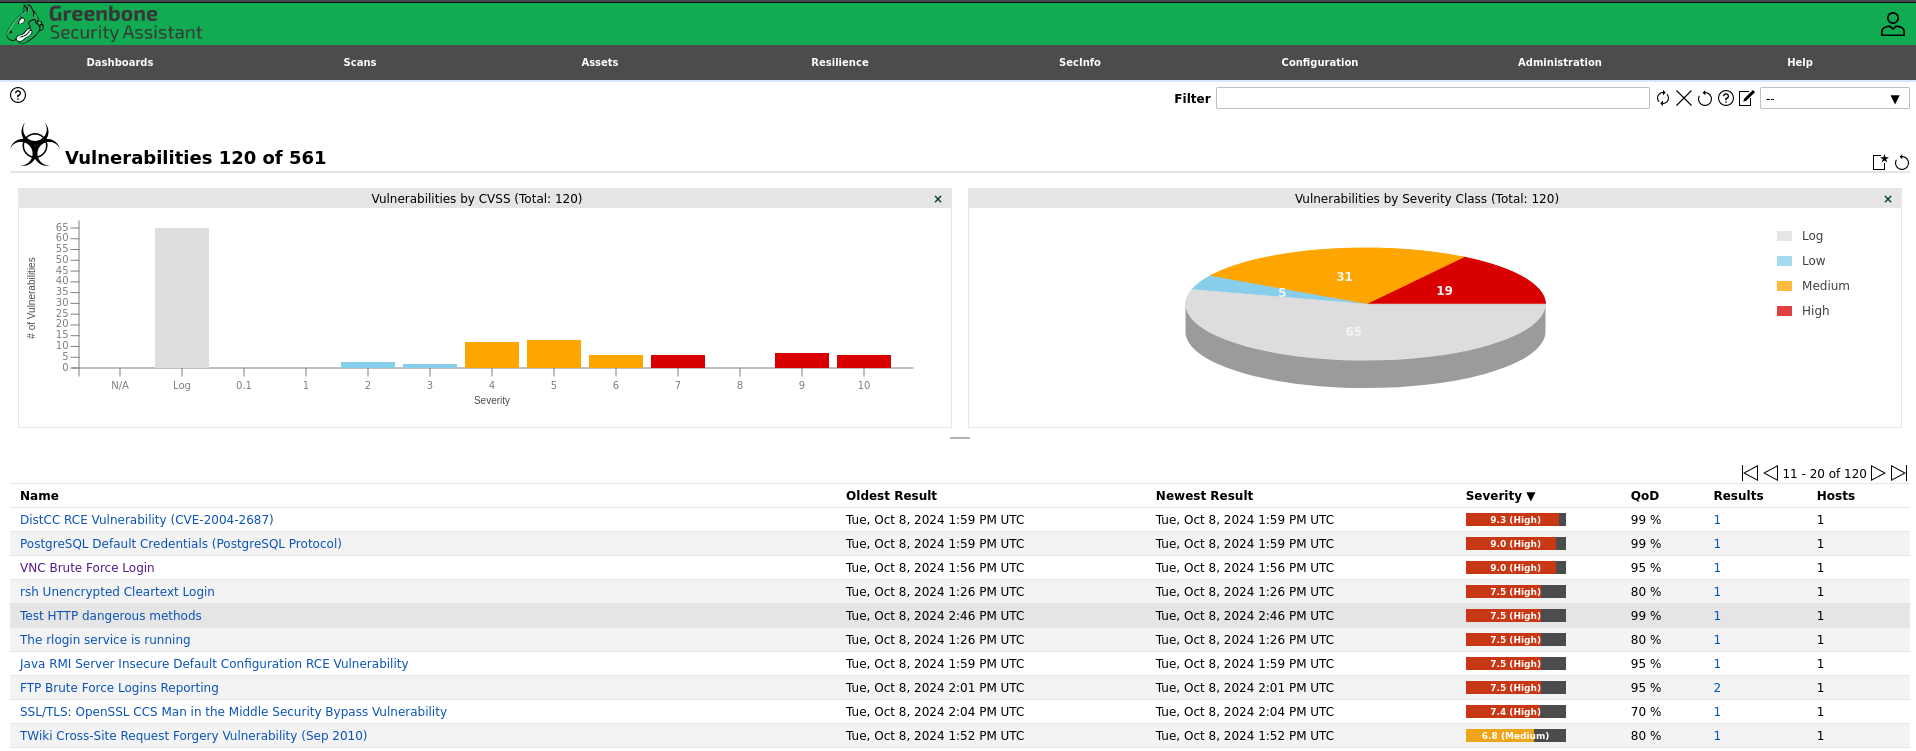 Greenbone
Security Assistant
Dashboards Scans Assets Resilience SecInfo Configuration Administration Help
Filter --
Vulnerabilities 120 of 561
Vulnerabilities by CVSS (Total: 120)
# of Vulnerabilities
65
60
55
50
45
40
35
30
25
20
15
10
5
0
N/A Log 0.1 1 2 3 4 5 6 7 8 9 10
Severity
Vulnerabilities by Severity Class (Total: 120)
31
5
19
65
Log
Low
Medium
High
11 - 20 of 120
Name Oldest Result Newest Result Severity ▼ QoD Results Hosts
DistCC RCE Vulnerability (CVE-2004-2687) Tue, Oct 8, 2024 1:59 PM UTC Tue, Oct 8, 2024 1:59 PM UTC 9.3 (High) 99 % 1 1
PostgreSQL Default Credentials (PostgreSQL Protocol) Tue, Oct 8, 2024 1:59 PM UTC Tue, Oct 8, 2024 1:59 PM UTC 9.0 (High) 99 % 1 1
VNC Brute Force Login Tue, Oct 8, 2024 1:56 PM UTC Tue, Oct 8, 2024 1:56 PM UTC 9.0 (High) 95 % 1 1
rsh Unencrypted Cleartext Login Tue, Oct 8, 2024 1:26 PM UTC Tue, Oct 8, 2024 1:26 PM UTC 7.5 (High) 80 % 1 1
Test HTTP dangerous methods Tue, Oct 8, 2024 2:46 PM UTC Tue, Oct 8, 2024 2:46 PM UTC 7.5 (High) 99 % 1 1
The rlogin service is running Tue, Oct 8, 2024 1:26 PM UTC Tue, Oct 8, 2024 1:26 PM UTC 7.5 (High) 80 % 1 1
Java RMI Server Insecure Default Configuration RCE Vulnerability Tue, Oct 8, 2024 1:59 PM UTC Tue, Oct 8, 2024 1:59 PM UTC 7.5 (High) 95 % 1 1
FTP Brute Force Logins Reporting Tue, Oct 8, 2024 2:01 PM UTC Tue, Oct 8, 2024 2:01 PM UTC 7.5 (High) 95 % 2 1
SSL/TLS: OpenSSL CCS Man in the Middle Security Bypass Vulnerability Tue, Oct 8, 2024 2:04 PM UTC Tue, Oct 8, 2024 2:04 PM UTC 7.4 (High) 70 % 1 1
TWiki Cross-Site Request Forgery Vulnerability (Sep 2010) Tue, Oct 8, 2024 1:52 PM UTC Tue, Oct 8, 2024 1:52 PM UTC 6.8 (Medium) 80 % 1 1